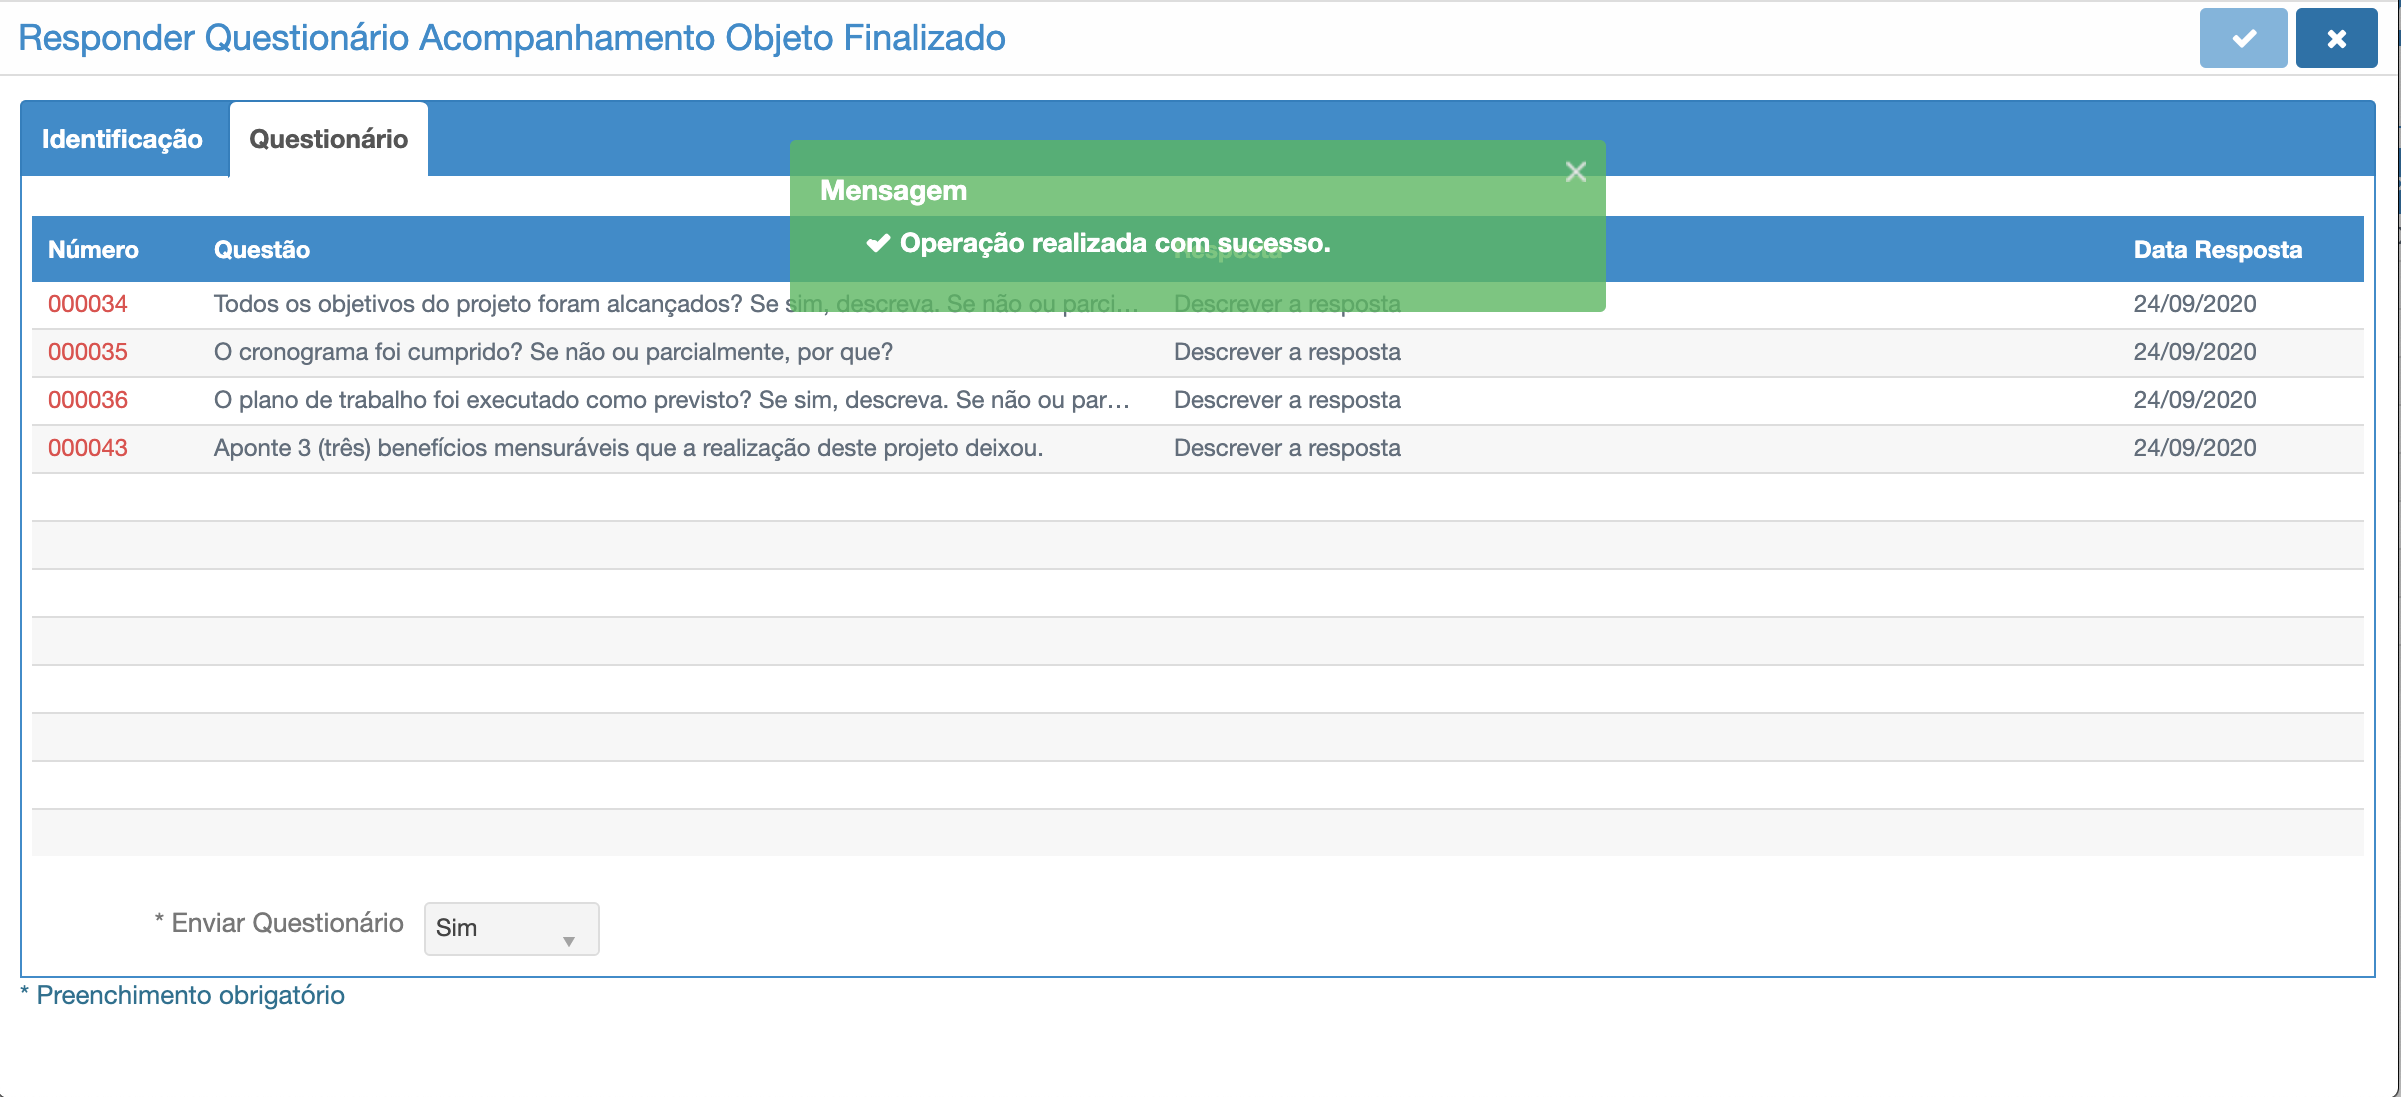 Responder Questionário Acompanhamento Objeto Finalizado
Identificação Questionário
Mensagem
✔ Operação realizada com sucesso.
Número Questão Resposta Data Resposta
000034 Todos os objetivos do projeto foram alcançados? Se sim, descreva. Se não ou parci... Descrever a resposta 24/09/2020
000035 O cronograma foi cumprido? Se não ou parcialmente, por que? Descrever a resposta 24/09/2020
000036 O plano de trabalho foi executado como previsto? Se sim, descreva. Se não ou par... Descrever a resposta 24/09/2020
000043 Aponte 3 (três) benefícios mensuráveis que a realização deste projeto deixou. Descrever a resposta 24/09/2020
* Enviar Questionário Sim
* Preenchimento obrigatório